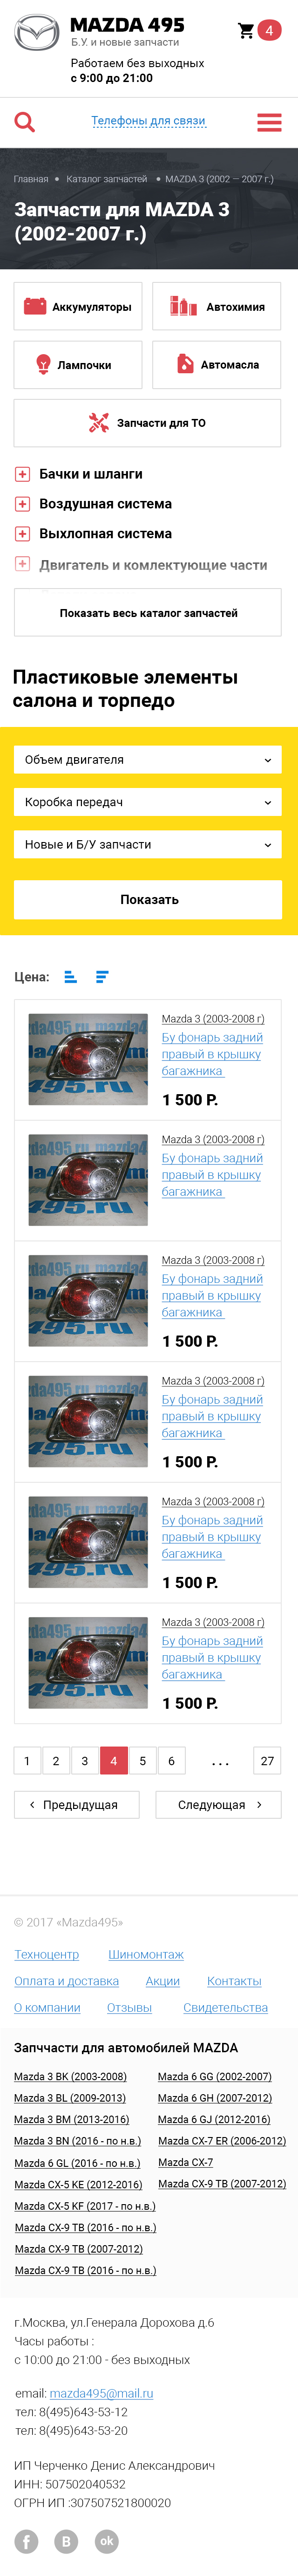 MAZDA 495
4
Б.У. и новые запчасти
Работаем без выходных
с 9:00 до 21:00
Телефоны для связи
Главная • Каталог запчастей • MAZDA 3 (2002 – 2007 г.)
Запчасти для MAZDA 3
(2002-2007 г.)
Аккумуляторы
Автохимия
Лампочки
Автомасла
Запчасти для ТО
Бачки и шланги
Воздушная система
Выхлопная система
Двигатель и комлектующие части
Показать весь каталог запчастей
Пластиковые элементы
салона и торпедо
Объем двигателя
Коробка передач
Новые и Б/У запчасти
Показать
Цена:
Mazda 3 (2003-2008 г)
Бу фонарь задний
правый в крышку
багажника
1 500 Р.
Mazda 3 (2003-2008 г)
Бу фонарь задний
правый в крышку
багажника
Mazda 3 (2003-2008 г)
Бу фонарь задний
правый в крышку
багажника
1 500 Р.
Mazda 3 (2003-2008 г)
Бу фонарь задний
правый в крышку
багажника
1 500 Р.
Mazda 3 (2003-2008 г)
Бу фонарь задний
правый в крышку
багажника
1 500 Р.
Mazda 3 (2003-2008 г)
Бу фонарь задний
правый в крышку
багажника
1 500 Р.
1 2 3 4 5 6 ... 27
Предыдущая
Следующая
© 2017 «Mazda495»
Техноцентр Шиномонтаж
Оплата и доставка Акции Контакты
О компании Отзывы Свидетельства
Запччасти для автомобилей MAZDA
Mazda 3 BK (2003-2008)
Mazda 3 BL (2009-2013)
Mazda 3 BM (2013-2016)
Mazda 3 BN (2016 - по н.в.)
Mazda 6 GL (2016 - по н.в.)
Mazda CX-5 KE (2012-2016)
Mazda CX-5 KF (2017 - по н.в.)
Mazda CX-9 TB (2016 - по н.в.)
Mazda CX-9 TB (2007-2012)
Mazda CX-9 TB (2016 - по н.в.)
Mazda 6 GG (2002-2007)
Mazda 6 GH (2007-2012)
Mazda 6 GJ (2012-2016)
Mazda CX-7 ER (2006-2012)
Mazda CX-7
Mazda CX-9 TB (2007-2012)
г.Москва, ул.Генерала Дорохова д.6
Часы работы :
с 10:00 до 21:00 - без выходных
email: mazda495@mail.ru
тел: 8(495)643-53-12
тел: 8(495)643-53-20
ИП Черченко Денис Александрович
ИНН: 507502040532
ОГРН ИП :307507521800020
f B ok